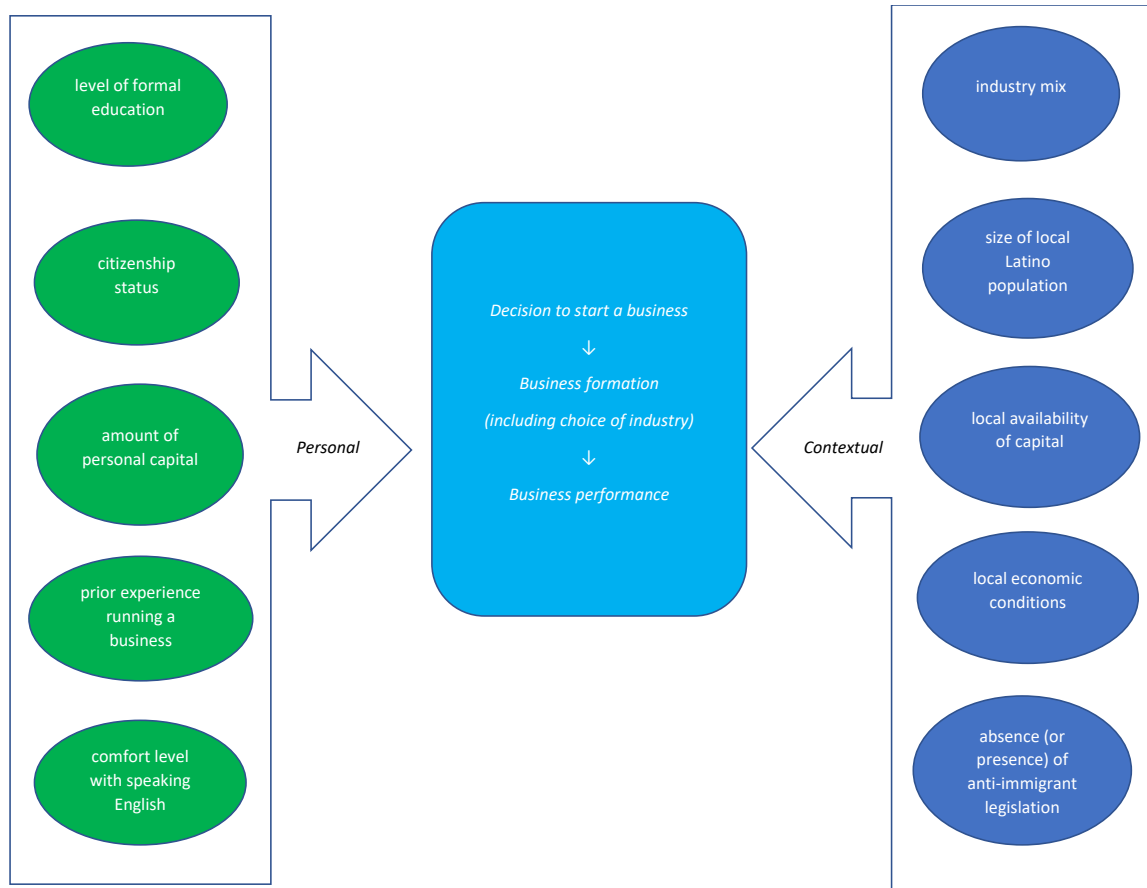 level of formal
education
citizenship
status
amount of
personal capital
prior experience
running a
business
comfort level
with speaking
English
Personal
Decision to start a business
↓
Business formation
(including choice of industry)
↓
Business performance
Contextual
industry mix
size of local
Latino
population
local availability
of capital
local economic
conditions
absence (or
presence) of
anti-immigrant
legislation